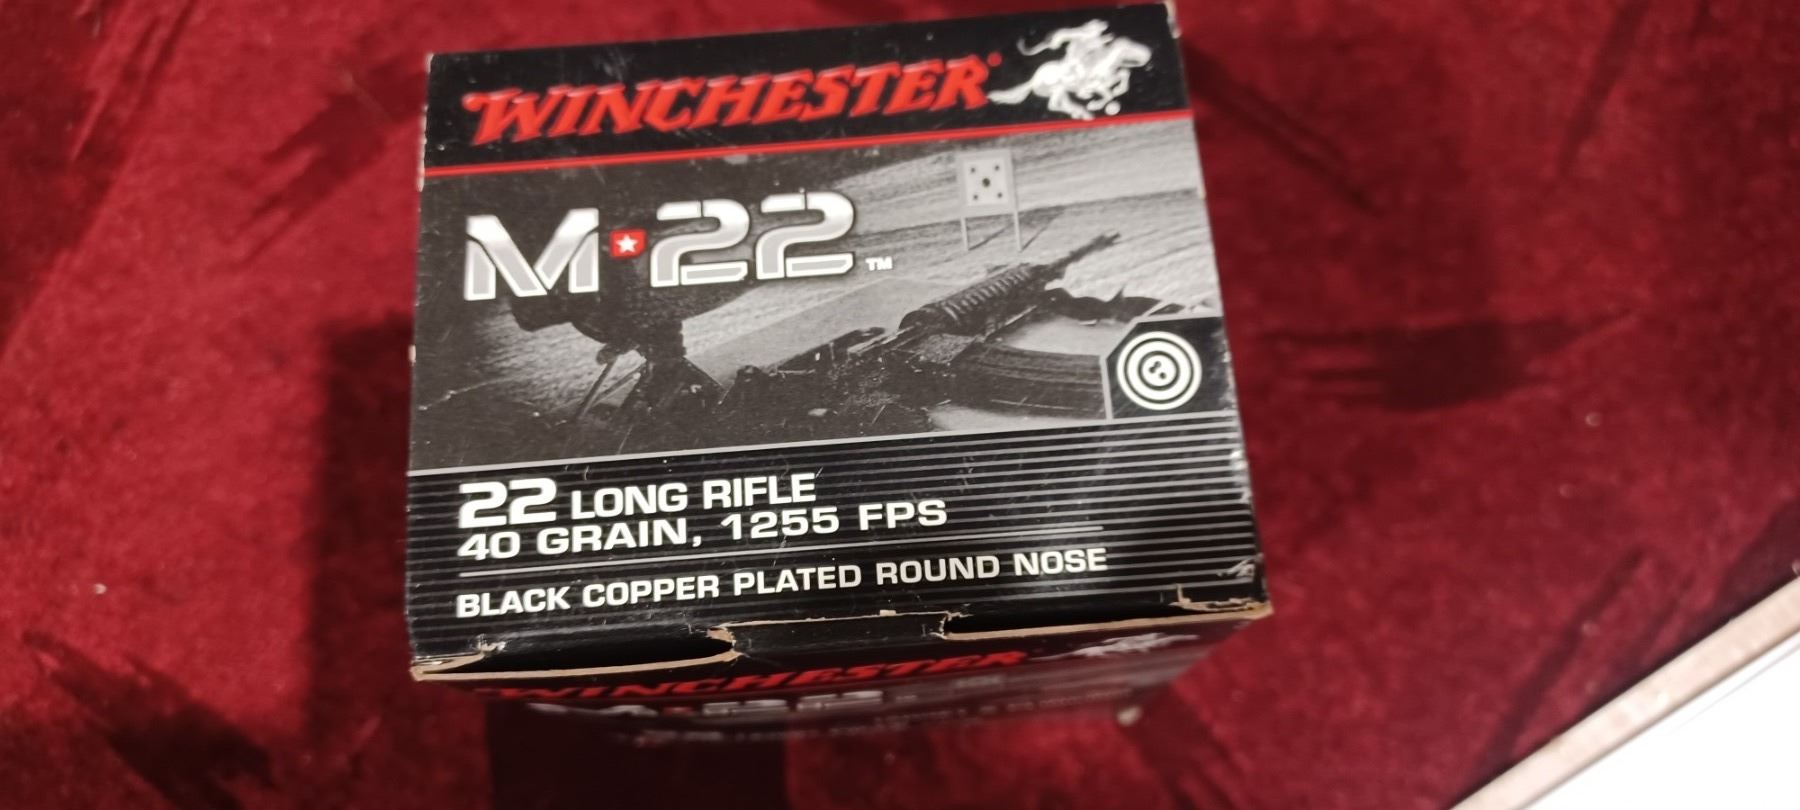 WINCHESTER
M★22™
22 LONG RIFLE
40 GRAIN, 1255 FPS
BLACK COPPER PLATED ROUND NOSE
WINCHESTER